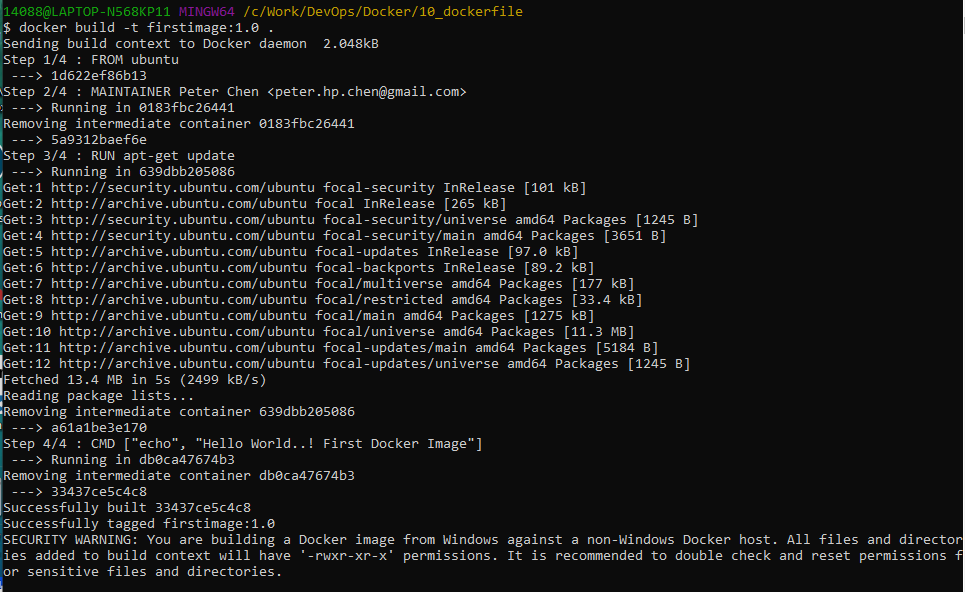 14088@LAPTOP-N568KP11 MINGW64 /c/Work/DevOps/Docker/10_dockerfile
$ docker build -t firstimage:1.0 .
Sending build context to Docker daemon  2.048kB
Step 1/4 : FROM ubuntu
 ---> 1d622ef86b13
Step 2/4 : MAINTAINER Peter Chen <peter.hp.chen@gmail.com>
 ---> Running in 0183fbc26441
Removing intermediate container 0183fbc26441
 ---> 5a9312baef6e
Step 3/4 : RUN apt-get update
 ---> Running in 639dbb205086
Get:1 http://security.ubuntu.com/ubuntu focal-security InRelease [101 kB]
Get:2 http://archive.ubuntu.com/ubuntu focal InRelease [265 kB]
Get:3 http://security.ubuntu.com/ubuntu focal-security/universe amd64 Packages [1245 B]
Get:4 http://security.ubuntu.com/ubuntu focal-security/main amd64 Packages [3651 B]
Get:5 http://archive.ubuntu.com/ubuntu focal-updates InRelease [97.0 kB]
Get:6 http://archive.ubuntu.com/ubuntu focal-backports InRelease [89.2 kB]
Get:7 http://archive.ubuntu.com/ubuntu focal/multiverse amd64 Packages [177 kB]
Get:8 http://archive.ubuntu.com/ubuntu focal/restricted amd64 Packages [33.4 kB]
Get:9 http://archive.ubuntu.com/ubuntu focal/main amd64 Packages [1275 kB]
Get:10 http://archive.ubuntu.com/ubuntu focal/universe amd64 Packages [11.3 MB]
Get:11 http://archive.ubuntu.com/ubuntu focal-updates/main amd64 Packages [5184 B]
Get:12 http://archive.ubuntu.com/ubuntu focal-updates/universe amd64 Packages [1245 B]
Fetched 13.4 MB in 5s (2499 kB/s)
Reading package lists...
Removing intermediate container 639dbb205086
 ---> a61a1be3e170
Step 4/4 : CMD ["echo", "Hello World..! First Docker Image"]
 ---> Running in db0ca47674b3
Removing intermediate container db0ca47674b3
 ---> 33437ce5c4c8
Successfully built 33437ce5c4c8
Successfully tagged firstimage:1.0
SECURITY WARNING: You are building a Docker image from Windows against a non-Windows Docker host. All files and director
ies added to build context will have '-rwxr-xr-x' permissions. It is recommended to double check and reset permissions f
or sensitive files and directories.